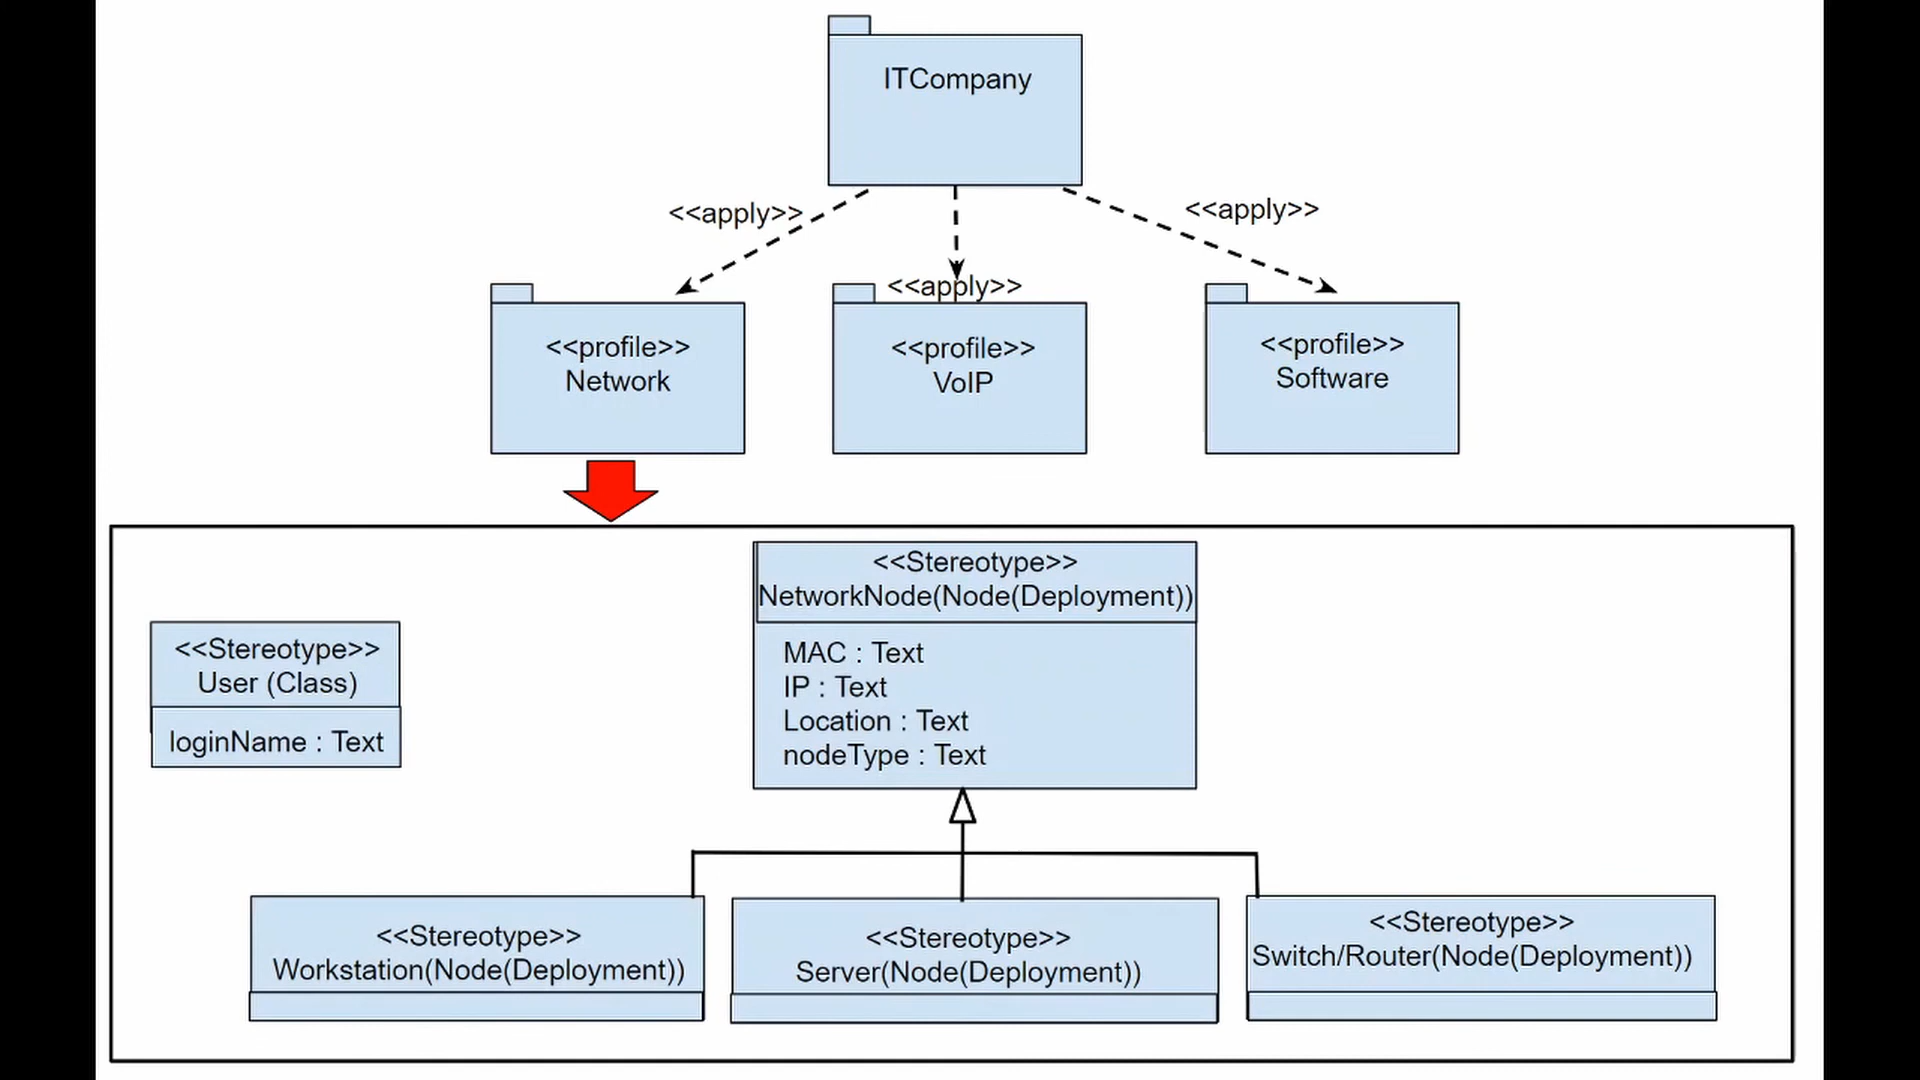 ITCompany
<<apply>>
<<apply>>
<<apply>>
<<profile>>
Network
<<profile>>
VoIP
<<profile>>
Software
<<Stereotype>>
NetworkNode(Node(Deployment))
MAC : Text
IP : Text
Location : Text
nodeType : Text
<<Stereotype>>
User (Class)
loginName : Text
<<Stereotype>>
Workstation(Node(Deployment))
<<Stereotype>>
Server(Node(Deployment))
<<Stereotype>>
Switch/Router(Node(Deployment))